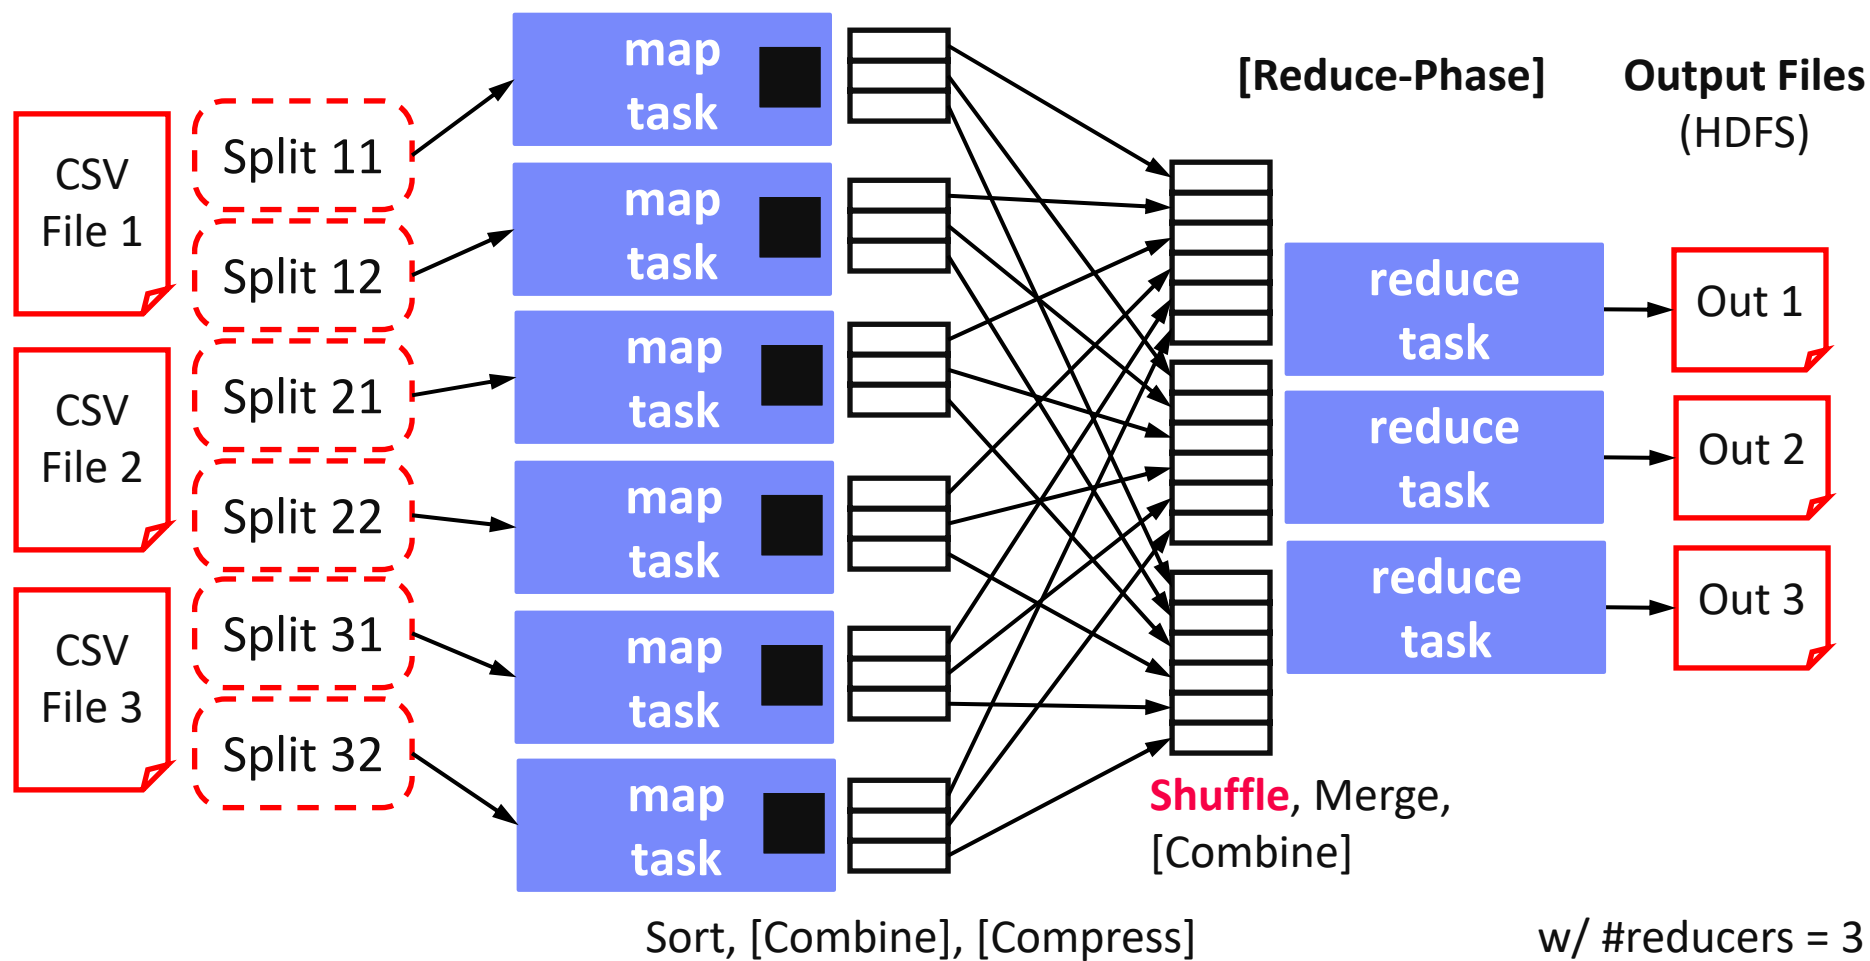 CSV
File 1
CSV
File 2
CSV
File 3
Split 11
Split 12
Split 21
Split 22
Split 31
Split 32
map
task
map
task
map
task
map
task
map
task
map
task
Sort, [Combine], [Compress]
[Reduce-Phase]
Shuffle, Merge,
[Combine]
reduce
task
reduce
task
reduce
task
Output Files
(HDFS)
Out 1
Out 2
Out 3
w/ #reducers = 3